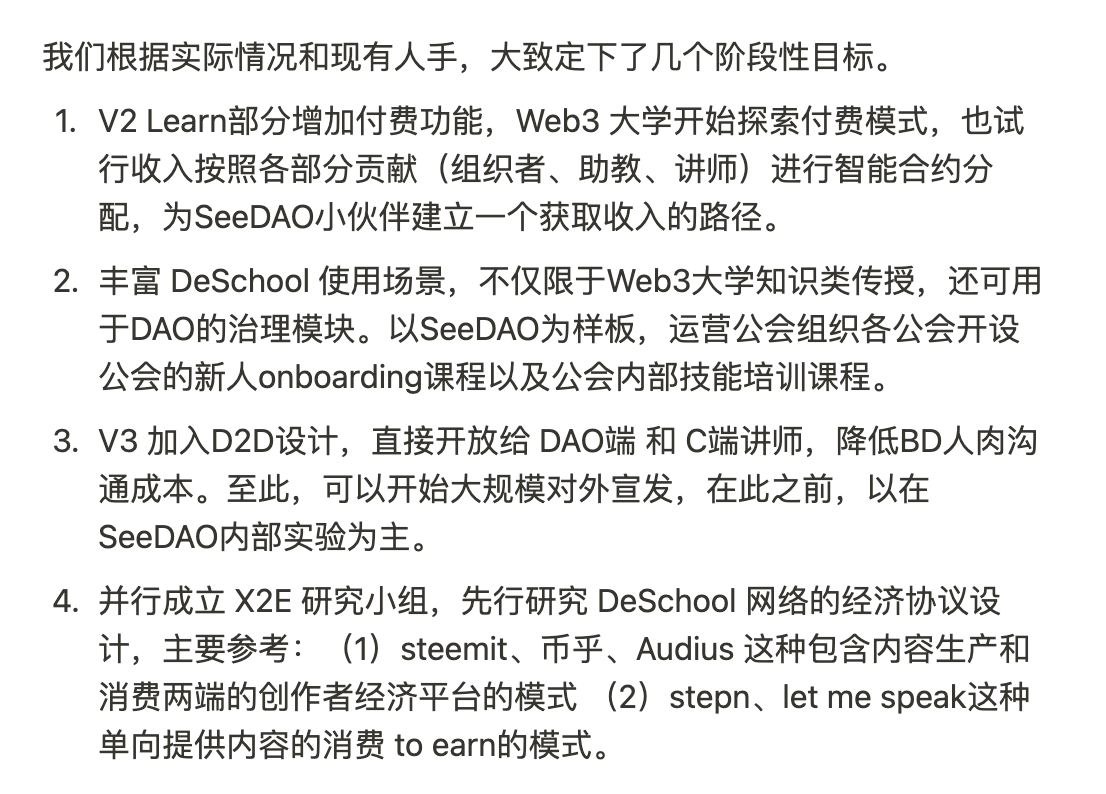 我们根据实际情况和现有人手，大致定下了几个阶段性目标。
1. V2 Learn部分增加付费功能，Web3 大学开始探索付费模式，也试
行收入按照各部分贡献（组织者、助教、讲师）进行智能合约分
配，为SeeDAO小伙伴建立一个获取收入的路径。
2. 丰富 DeSchool 使用场景，不仅限于Web3大学知识类传授，还可用
于DAO的治理模块。以SeeDAO为样板，运营公会组织各公会开设
公会的新人onboarding课程以及公会内部技能培训课程。
3. V3 加入D2D设计，直接开放给 DAO端 和 C端讲师，降低BD人肉沟
通成本。至此，可以开始大规模对外宣发，在此之前，以在
SeeDAO内部实验为主。
4. 并行成立 X2E 研究小组，先行研究 DeSchool 网络的经济协议设
计，主要参考：（1）steemit、币乎、Audius 这种包含内容生产和
消费两端的创作者经济平台的模式 （2）stepn、let me speak这种
单向提供内容的消费 to earn的模式。